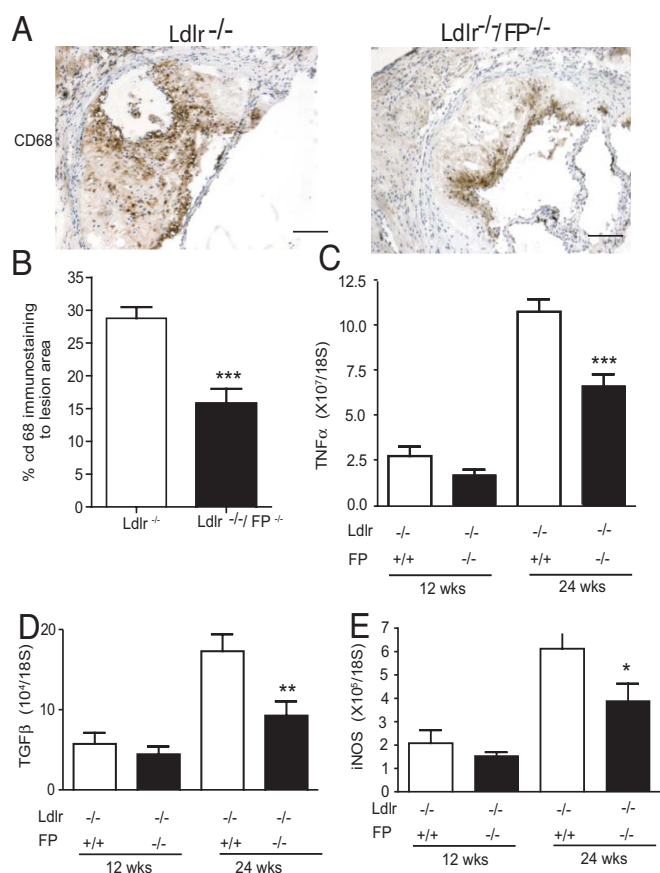 A
Ldlr -/-
Ldlr-/-/FP-/-
CD68
B
% cd 68 immunostaining
to lesion area
35
30
25
20
15
10
5
0
***
Ldlr -/-
Ldlr -/-/ FP -/-
C
TNFα (X10⁷/18S)
12.5
10.0
7.5
5.0
2.5
0
***
Ldlr -/- -/- -/- -/-
FP +/+ -/- +/+ -/-
12 wks 24 wks
D
TGFβ (10⁴/18S)
20
10
0
**
Ldlr -/- -/- -/- -/-
FP +/+ -/- +/+ -/-
12 wks 24 wks
E
iNOS (X10⁵/18S)
7
6
5
4
3
2
1
0
*
Ldlr -/- -/- -/- -/-
FP +/+ -/- +/+ -/-
12 wks 24 wks